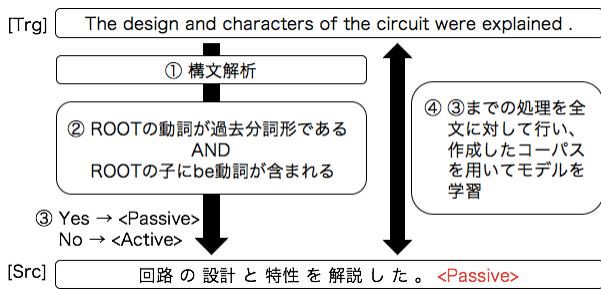 [Trg] The design and characters of the circuit were explained .
① 構文解析
② ROOTの動詞が過去分詞形である
AND
ROOTの子にbe動詞が含まれる
③ Yes → <Passive>
No → <Active>
④ ③までの処理を全
文に対して行い、
作成したコーパス
を用いてモデルを
学習
[Src] 回路 の 設計 と 特性 を 解説 し た 。 <Passive>